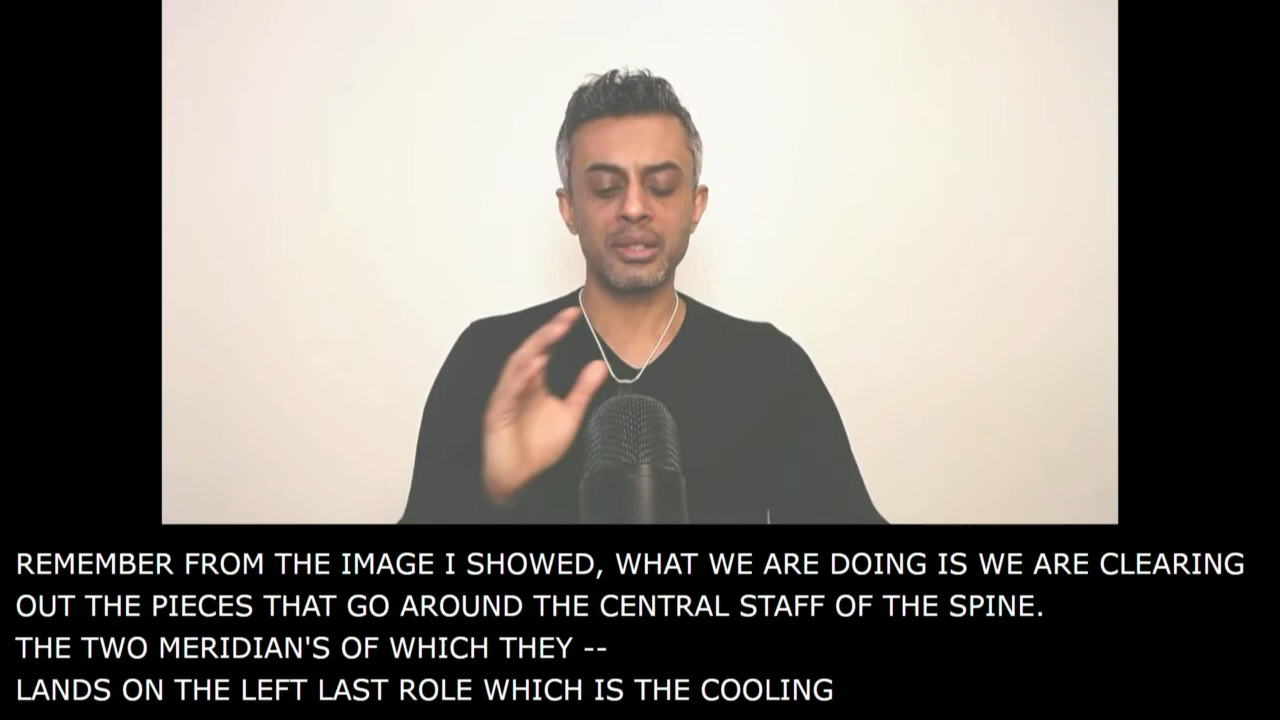 REMEMBER FROM THE IMAGE I SHOWED, WHAT WE ARE DOING IS WE ARE CLEARING
OUT THE PIECES THAT GO AROUND THE CENTRAL STAFF OF THE SPINE.
THE TWO MERIDIAN'S OF WHICH THEY --
LANDS ON THE LEFT LAST ROLE WHICH IS THE COOLING